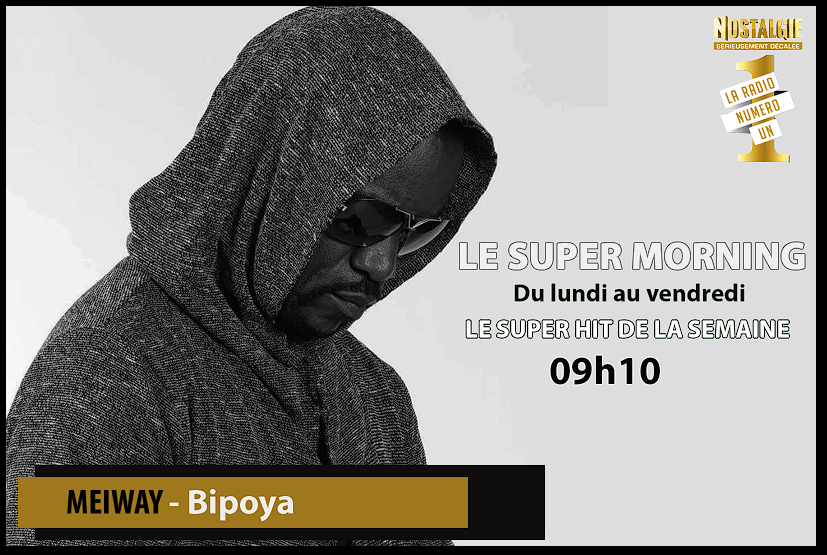 NOSTALGIE
SÉRIEUSEMENT DÉCALÉE
1
LA RADIO
NUMERO
UN
LE SUPER MORNING
Du lundi au vendredi
LE SUPER HIT DE LA SEMAINE
09h10
MEIWAY - Bipoya